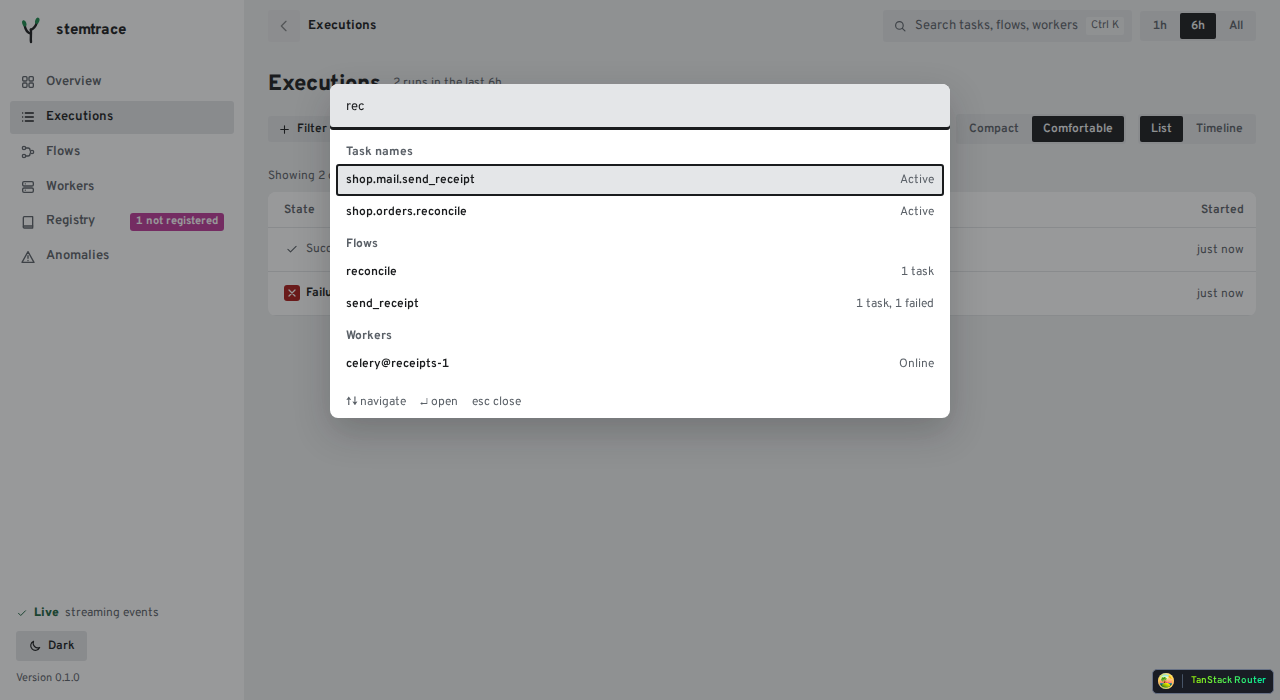 stemtrace
Overview
Executions
Flows
Workers
Registry
1 not registered
Anomalies
Live streaming events
Dark
Version 0.1.0
Executions
Search tasks, flows, workers
Ctrl K
1h
6h
All
Executions 2 runs in the last 6h
Filter
Compact
Comfortable
List
Timeline
Showing 2
State
Started
just now
just now
rec
Task names
shop.mail.send_receipt Active
shop.orders.reconcile Active
Flows
reconcile 1 task
send_receipt 1 task, 1 failed
Workers
celery@receipts-1 Online
↑↓ navigate ↵ open esc close
TanStack Router